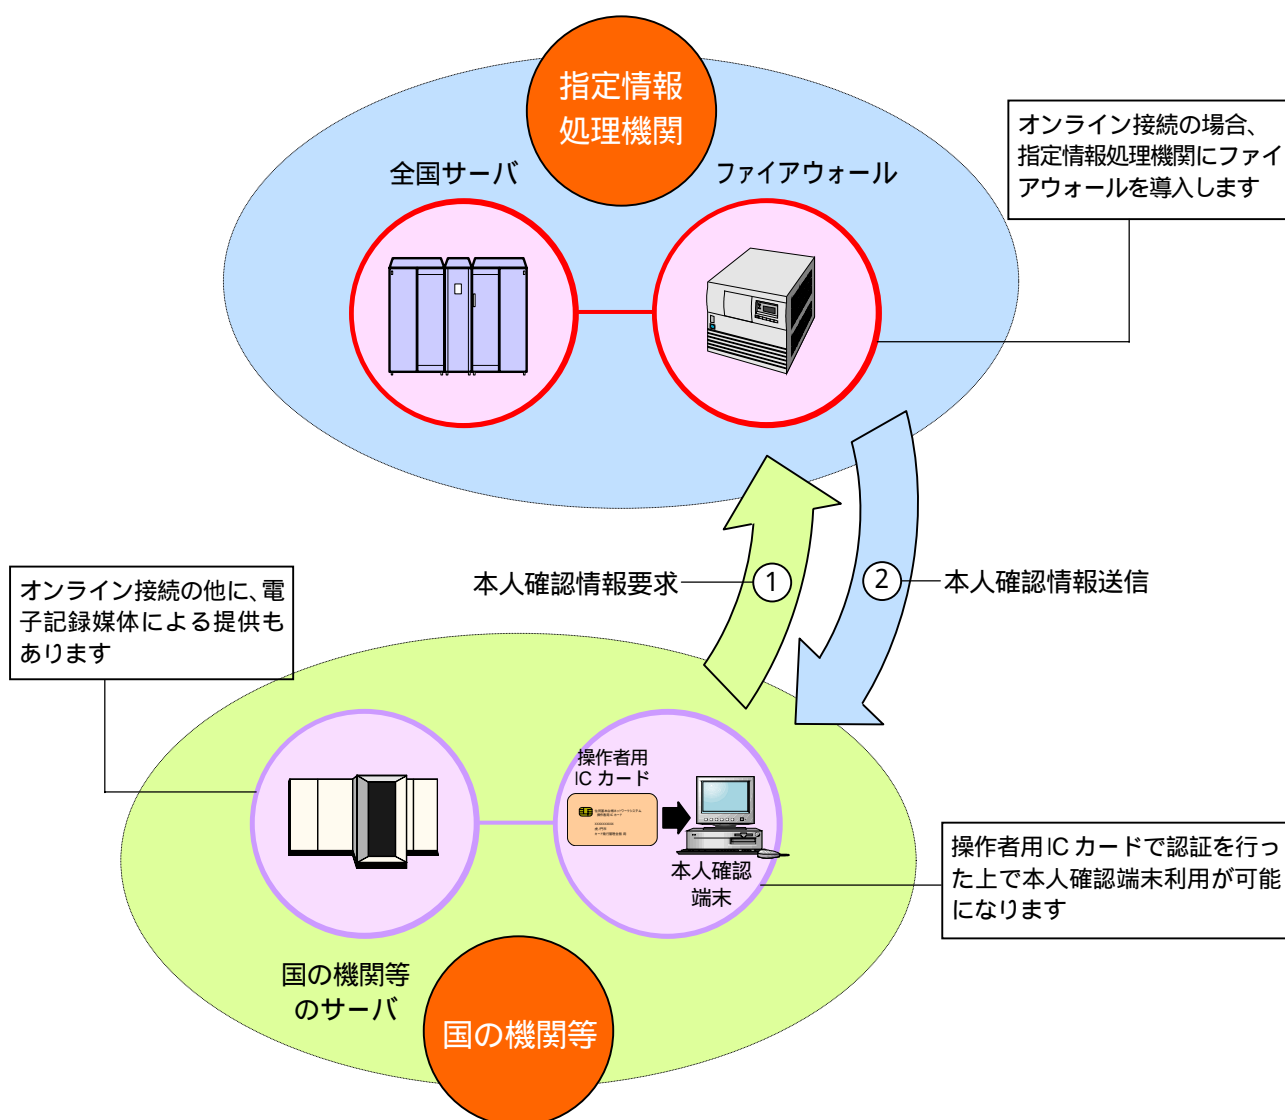 指定情報
処理機関
全国サーバ
ファイアウォール
オンライン接続の場合、
指定情報処理機関にファイ
アウォールを導入します
本人確認情報要求
1
2
本人確認情報送信
オンライン接続の他に、電
子記録媒体による提供も
あります
操作者用
IC カード
本人確認
端末
操作者用IC カードで認証を行っ
た上で本人確認端末利用が可能
になります
国の機関等
のサーバ
国の機関等